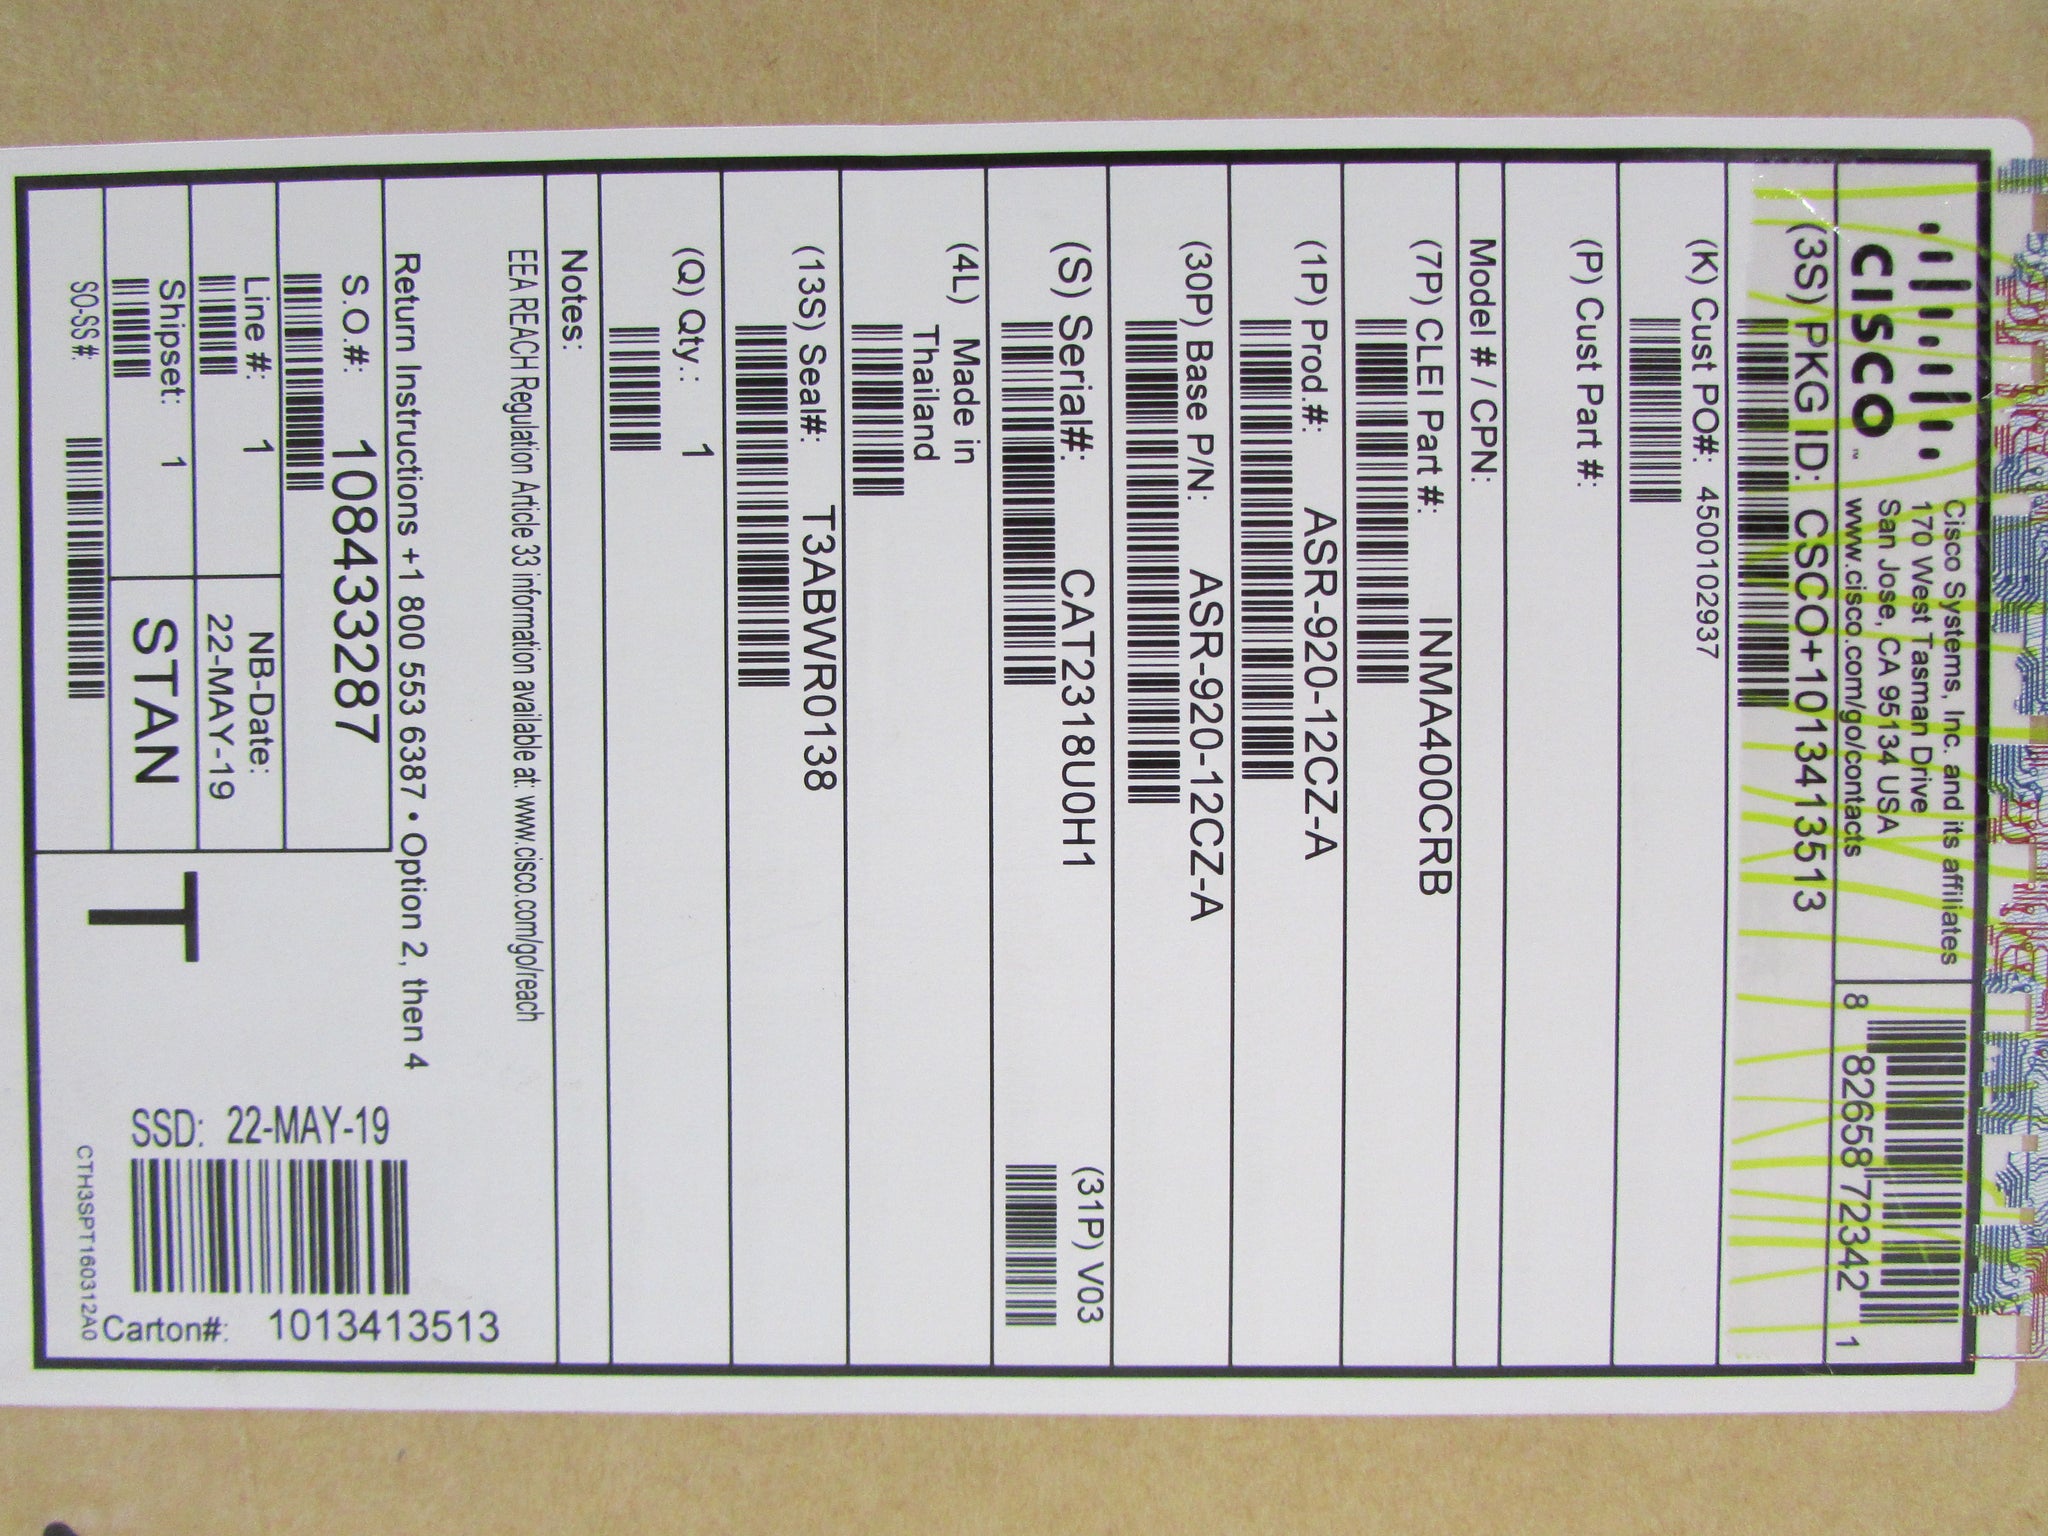 CISCO™
Cisco Systems, Inc. and its affiliates
170 West Tasman Drive
San Jose, CA 95134 USA
www.cisco.com/go/contacts
8 82658 72342 1
(3S) PKG ID: CSCO+1013413513
(K) Cust PO#: 4500102937
(P) Cust Part #:
Model # / CPN:
(7P) CLEI Part #: INMA400CRB
(1P) Prod.#: ASR-920-12CZ-A
(30P) Base P/N: ASR-920-12CZ-A
(S) Serial#: CAT2318U0H1
(31P) V03
(4L) Made in
Thailand
(13S) Seal#: T3ABWR0138
(Q) Qty.: 1
Notes:
EEA REACH Regulation Article 33 information available at: www.cisco.com/go/reach
Return Instructions +1 800 553 6387 • Option 2, then 4
S.O.#: 108433287
Line #: 1
NB-Date:
22-MAY-19
Shipset: 1
STAN
SO-SS#:
T
SSD: 22-MAY-19
Carton#: 1013413513
CTH3SPT160312A0